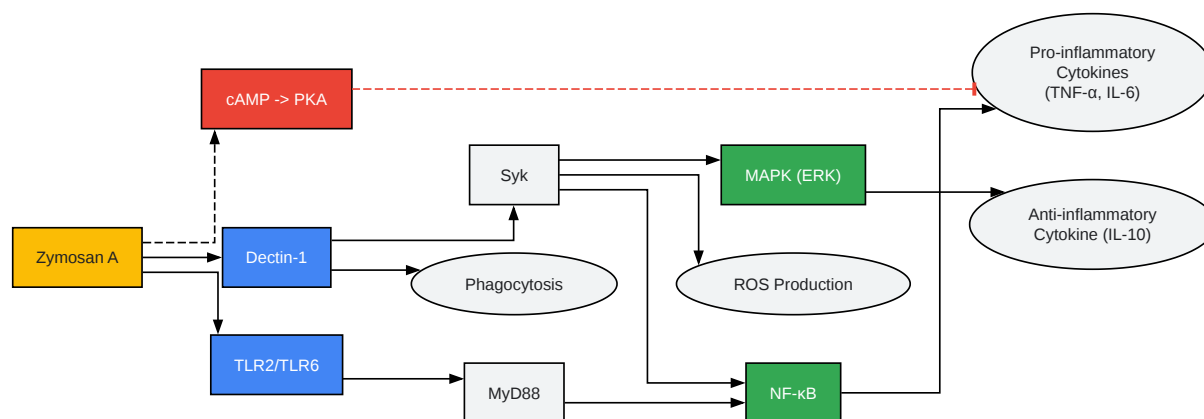 Pro-inflammatory
Cytokines
(TNF-α, IL-6)
cAMP -> PKA
Syk
MAPK (ERK)
Anti-inflammatory
Cytokine (IL-10)
Zymosan A
Dectin-1
Phagocytosis
ROS Production
TLR2/TLR6
MyD88
NF-κB